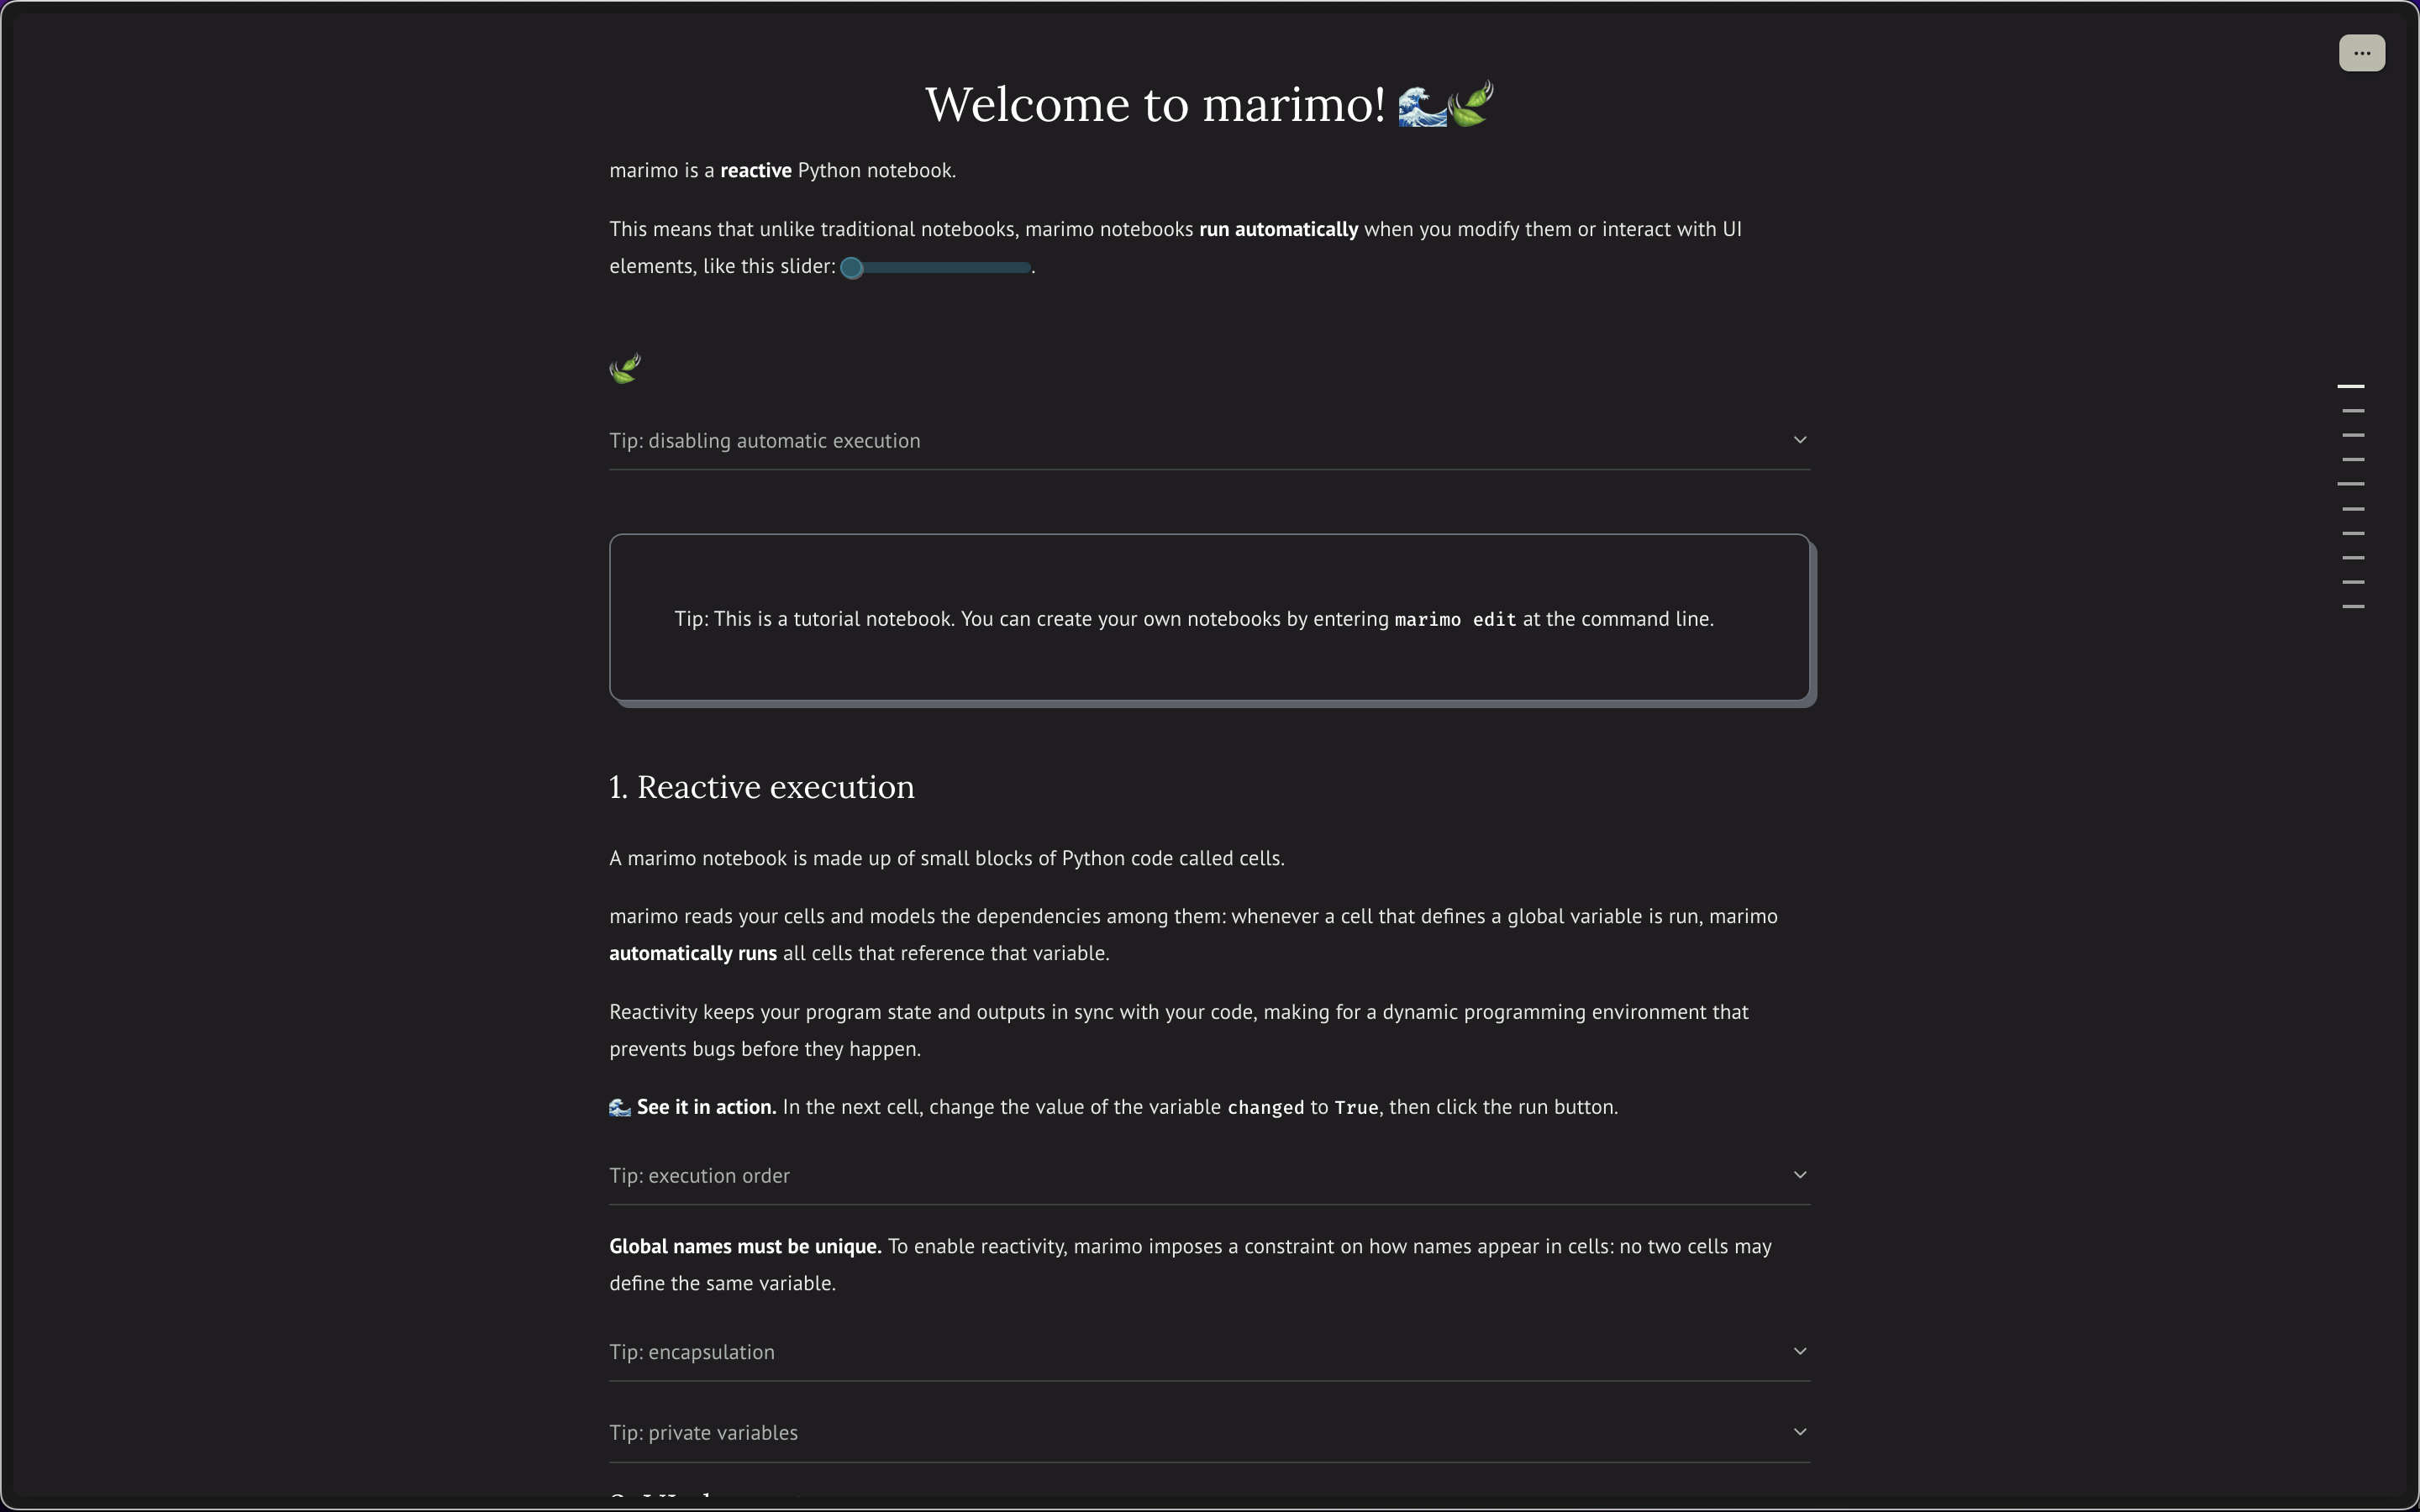 Welcome to marimo! 🌊🍃
marimo is a reactive Python notebook.
This means that unlike traditional notebooks, marimo notebooks run automatically when you modify them or interact with UI
elements, like this slider: .
🍃
Tip: disabling automatic execution
Tip: This is a tutorial notebook. You can create your own notebooks by entering marimo edit at the command line.
1. Reactive execution
A marimo notebook is made up of small blocks of Python code called cells.
marimo reads your cells and models the dependencies among them: whenever a cell that defines a global variable is run, marimo
automatically runs all cells that reference that variable.
Reactivity keeps your program state and outputs in sync with your code, making for a dynamic programming environment that
prevents bugs before they happen.
🌊 See it in action. In the next cell, change the value of the variable changed to True, then click the run button.
Tip: execution order
Global names must be unique. To enable reactivity, marimo imposes a constraint on how names appear in cells: no two cells may
define the same variable.
Tip: encapsulation
Tip: private variables